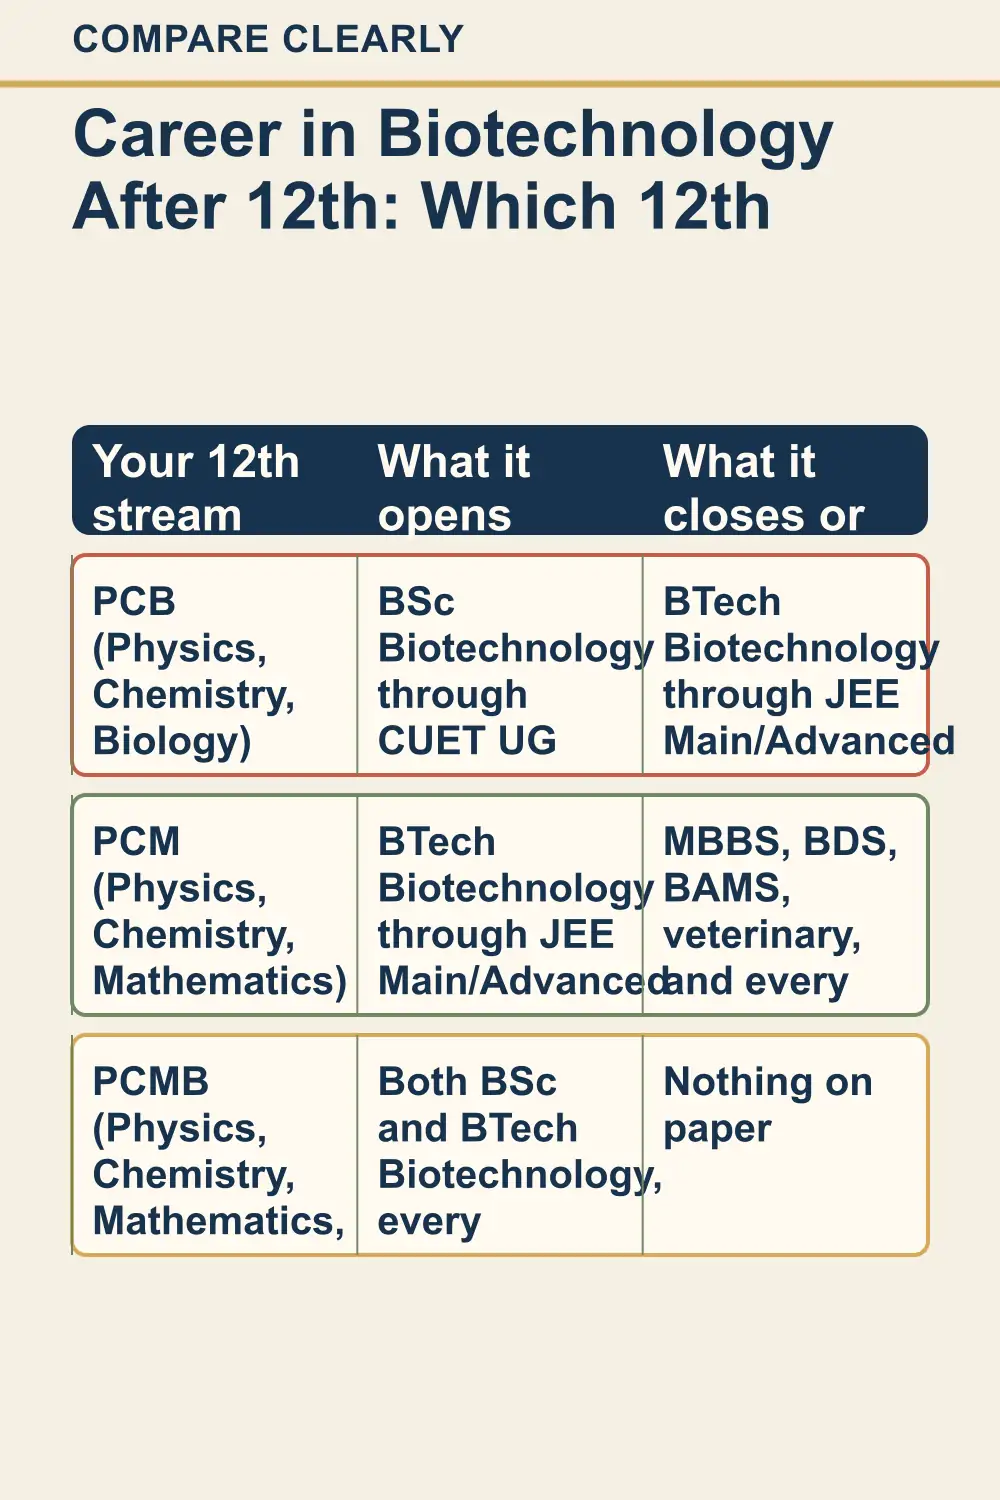 COMPARE CLEARLY
Career in Biotechnology
After 12th: Which 12th
Your 12th
stream
What it
opens
What it
closes or
PCB
(Physics,
Chemistry,
Biology)
BSc
Biotechnology
through
CUET UG
BTech
Biotechnology
through JEE
Main/Advanced
PCM
(Physics,
Chemistry,
Mathematics)
BTech
Biotechnology
through JEE
Main/Advanced
MBBS, BDS,
BAMS,
veterinary,
and every
PCMB
(Physics,
Chemistry,
Mathematics,
Both BSc
and BTech
Biotechnology,
every
Nothing on
paper